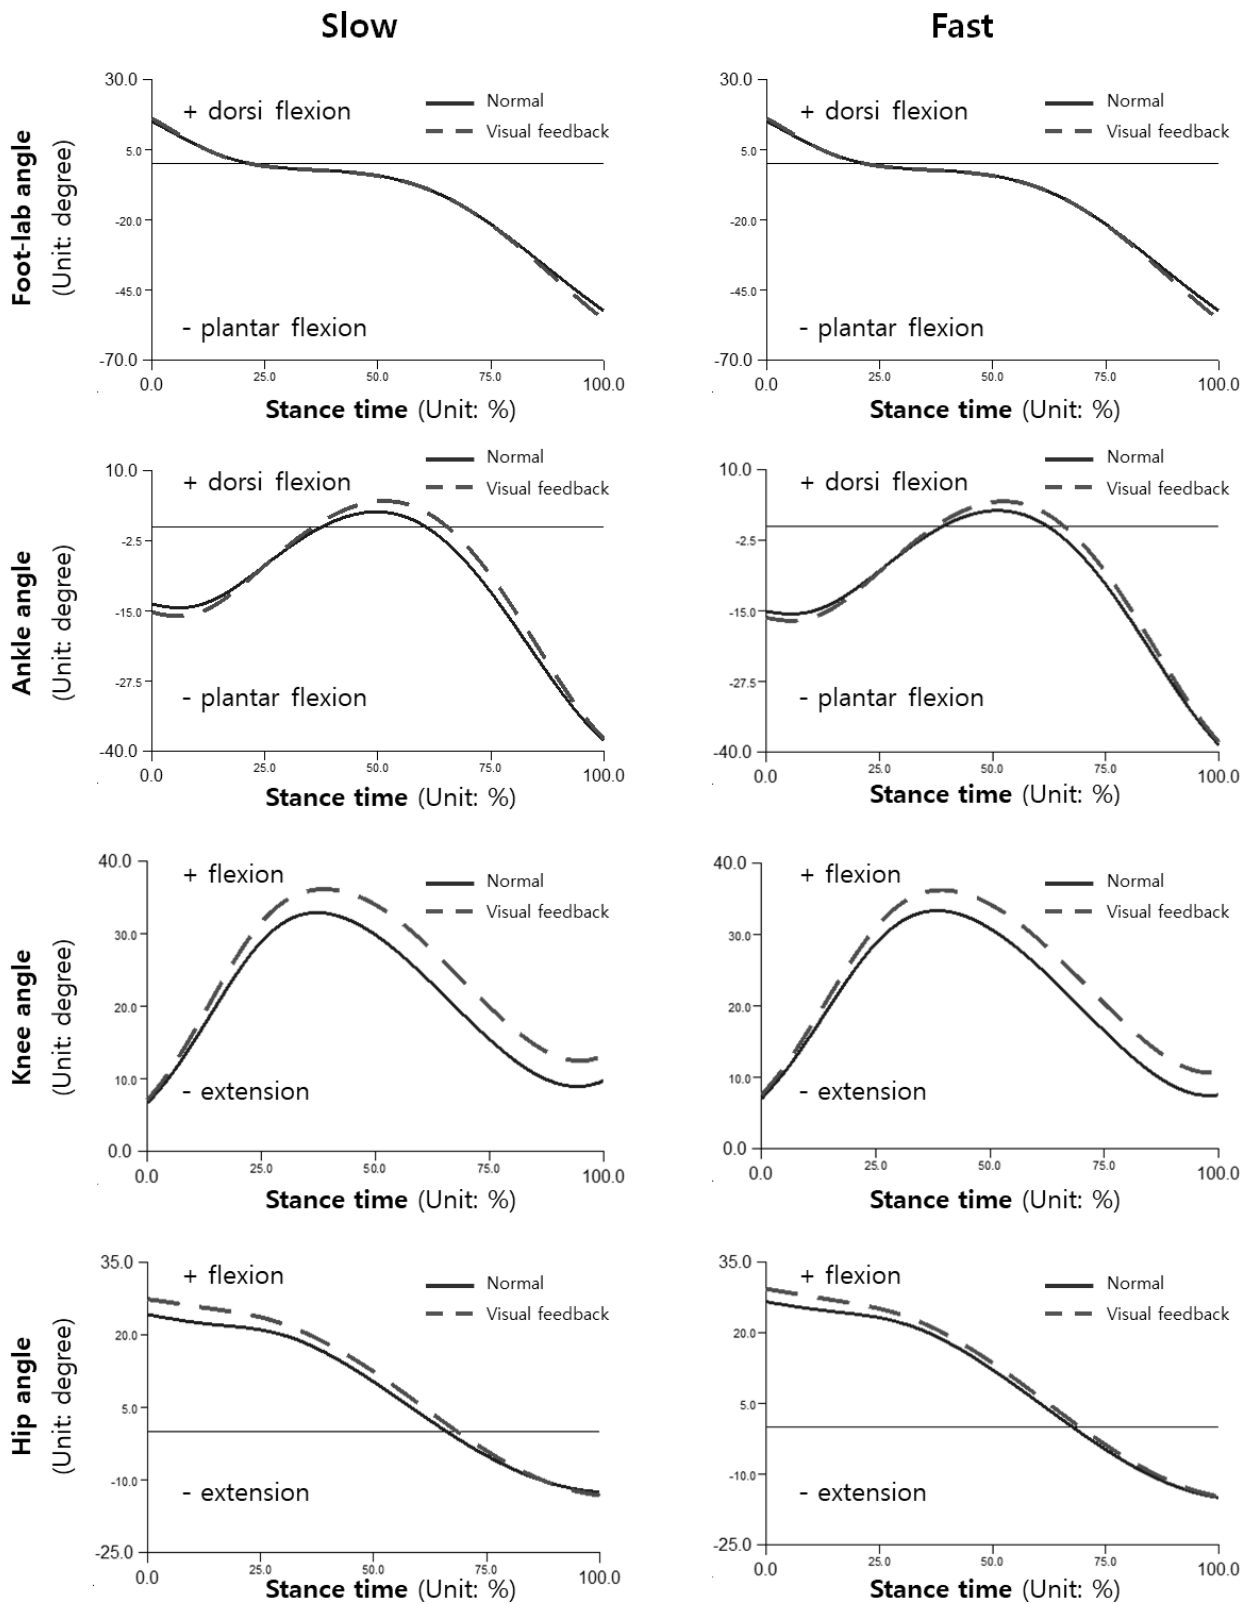 Slow
Fast
Foot-lab angle
(Unit: degree)
30.0
5.0
-20.0
-45.0
-70.0
+ dorsi flexion
- plantar flexion
Normal
Visual feedback
0.0 25.0 50.0 75.0 100.0
Stance time (Unit: %)
30.0
5.0
-20.0
-45.0
-70.0
+ dorsi flexion
- plantar flexion
Normal
Visual feedback
0.0 25.0 50.0 75.0 100.0
Stance time (Unit: %)
Ankle angle
(Unit: degree)
10.0
-2.5
-15.0
-27.5
-40.0
+ dorsi flexion
- plantar flexion
Normal
Visual feedback
0.0 25.0 50.0 75.0 100.0
Stance time (Unit: %)
10.0
-2.5
-15.0
-27.5
-40.0
+ dorsi flexion
- plantar flexion
Normal
Visual feedback
0.0 25.0 50.0 75.0 100.0
Stance time (Unit: %)
Knee angle
(Unit: degree)
40.0
30.0
20.0
10.0
0.0
+ flexion
- extension
Normal
Visual feedback
0.0 25.0 50.0 75.0 100.0
Stance time (Unit: %)
40.0
30.0
20.0
10.0
0.0
+ flexion
- extension
Normal
Visual feedback
0.0 25.0 50.0 75.0 100.0
Stance time (Unit: %)
Hip angle
(Unit: degree)
35.0
20.0
5.0
-10.0
-25.0
+ flexion
- extension
Normal
Visual feedback
0.0 25.0 50.0 75.0 100.0
Stance time (Unit: %)
35.0
20.0
5.0
-10.0
-25.0
+ flexion
- extension
Normal
Visual feedback
0.0 25.0 50.0 75.0 100.0
Stance time (Unit: %)